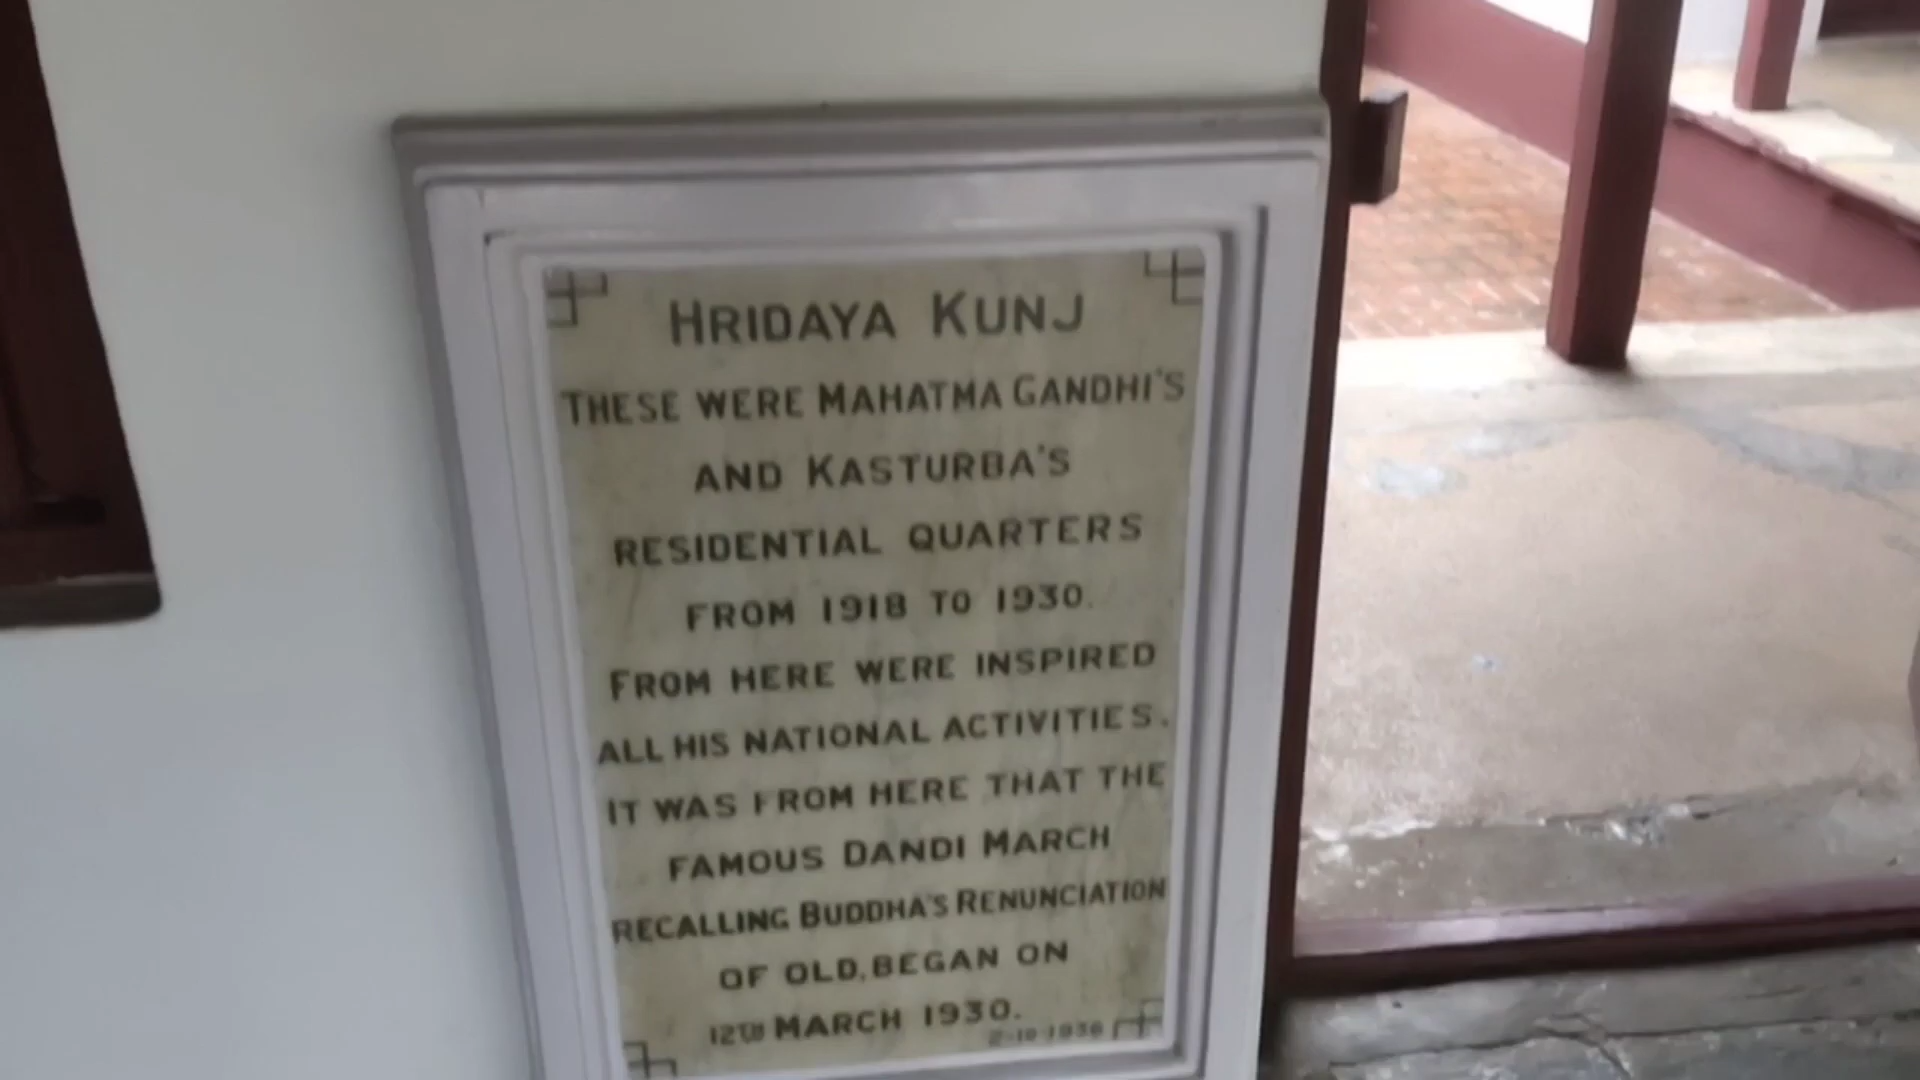 HRIDAYA KUNJ
THESE WERE MAHATMA GANDHI'S
AND KASTURBA'S
RESIDENTIAL QUARTERS
FROM 1918 TO 1930.
FROM HERE WERE INSPIRED
ALL HIS NATIONAL ACTIVITIES.
IT WAS FROM HERE THAT THE
FAMOUS DANDI MARCH
RECALLING BUDDHA'S RENUNCIATION
OF OLD, BEGAN ON
12TH MARCH 1930.